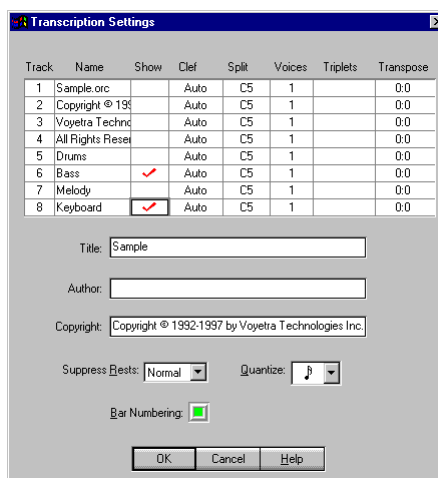 Transcription Settings
Track Name Show Clef Split Voices Triplets Transpose
1 Sample.orc Auto C5 1 0:0
2 Copyright © 199 Auto C5 1 0:0
3 Voyetra Techno Auto C5 1 0:0
4 All Rights Reser Auto C5 1 0:0
5 Drums Auto C5 1 0:0
6 Bass Auto C5 1 0:0
7 Melody Auto C5 1 0:0
8 Keyboard Auto C5 1 0:0
Title: Sample
Author:
Copyright: Copyright © 1992-1997 by Voyetra Technologies Inc.
Suppress Rests: Normal Quantize:
Bar Numbering:
OK Cancel Help